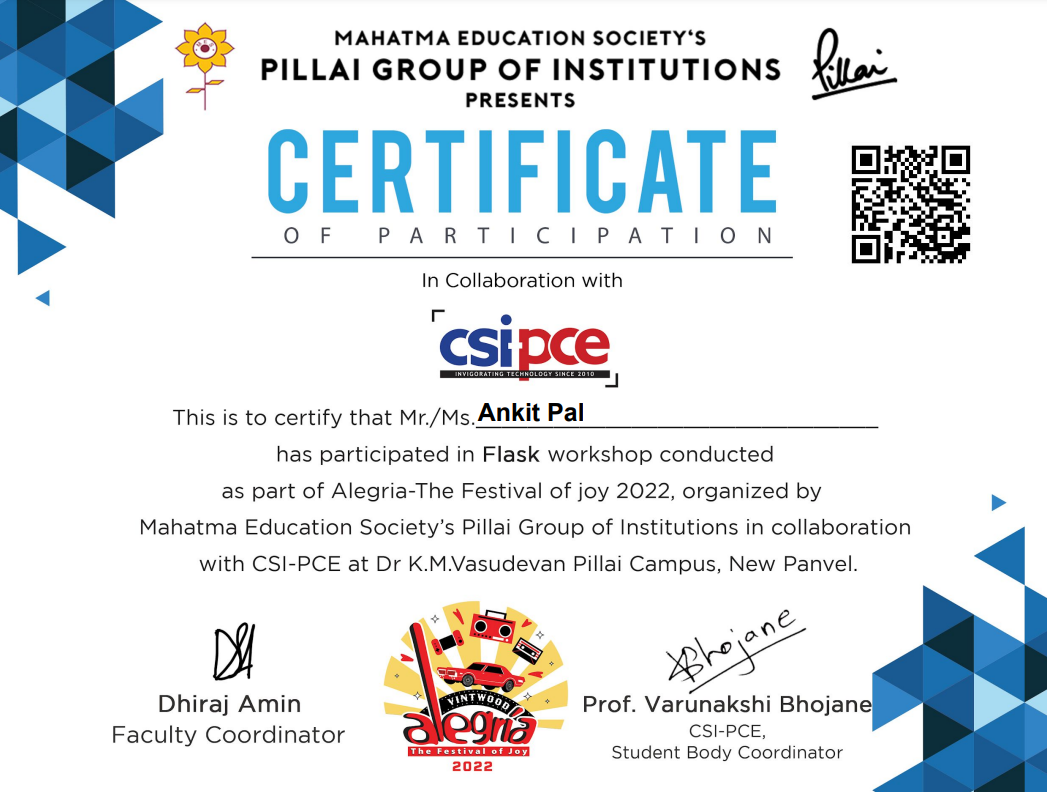 MAHATMA EDUCATION SOCIETY'S
PILLAI GROUP OF INSTITUTIONS
PRESENTS
Pillai
CERTIFICATE
OF PARTICIPATION
In Collaboration with
csi-pce
INVIGORATING TECHNOLOGY SINCE 2010
This is to certify that Mr./Ms. Ankit Pal
has participated in Flask workshop conducted
as part of Alegria-The Festival of joy 2022, organized by
Mahatma Education Society's Pillai Group of Institutions in collaboration
with CSI-PCE at Dr K.M.Vasudevan Pillai Campus, New Panvel.
Bhojane
Dhiraj Amin
Faculty Coordinator
VINTWOOD
alegria
The Festival of Joy
2022
Prof. Varunakshi Bhojane
CSI-PCE,
Student Body Coordinator